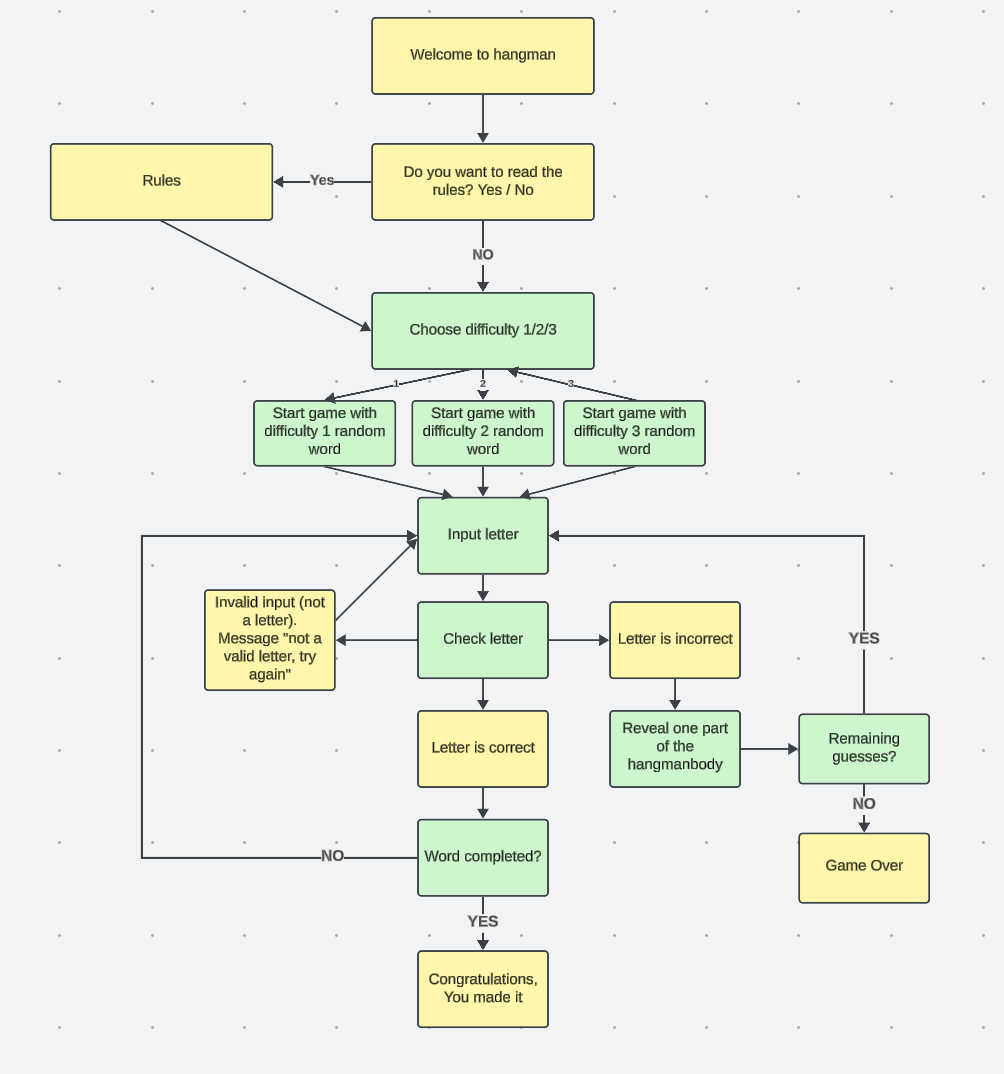 Welcome to hangman
Do you want to read the
rules? Yes / No
Yes
Rules
NO
Choose difficulty 1/2/3
1
2
3
Start game with
difficulty 1 random
word
Start game with
difficulty 2 random
word
Start game with
difficulty 3 random
word
Input letter
Invalid input (not
a letter).
Message "not a
valid letter, try
again"
Check letter
Letter is incorrect
YES
Letter is correct
Reveal one part
of the
hangmanbody
Remaining
guesses?
NO
Word completed?
NO
Game Over
YES
Congratulations,
You made it